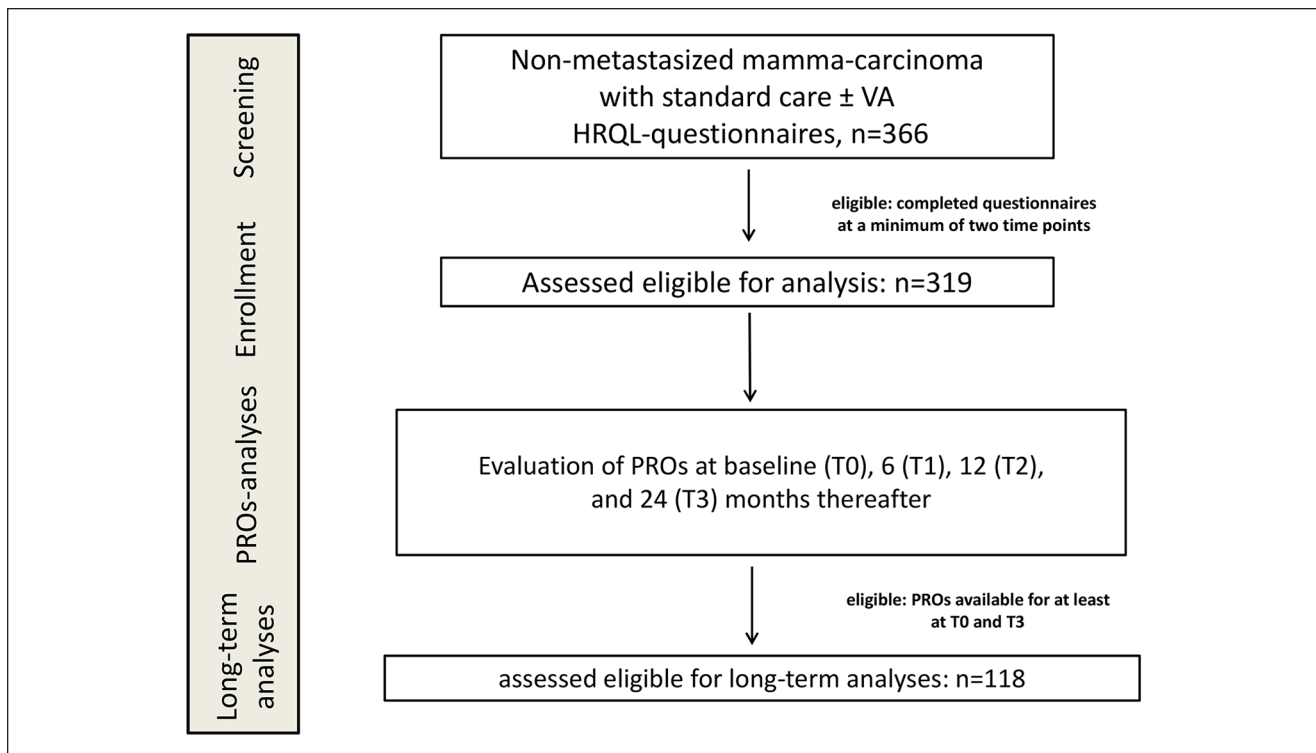 Screening
Non-metastasized mamma-carcinoma
with standard care ± VA
HRQL-questionnaires, n=366
eligible: completed questionnaires
at a minimum of two time points
Enrollment
Assessed eligible for analysis: n=319
PROs-analyses
Evaluation of PROs at baseline (T0), 6 (T1), 12 (T2),
and 24 (T3) months thereafter
eligible: PROs available for at least
at T0 and T3
Long-term
analyses
assessed eligible for long-term analyses: n=118